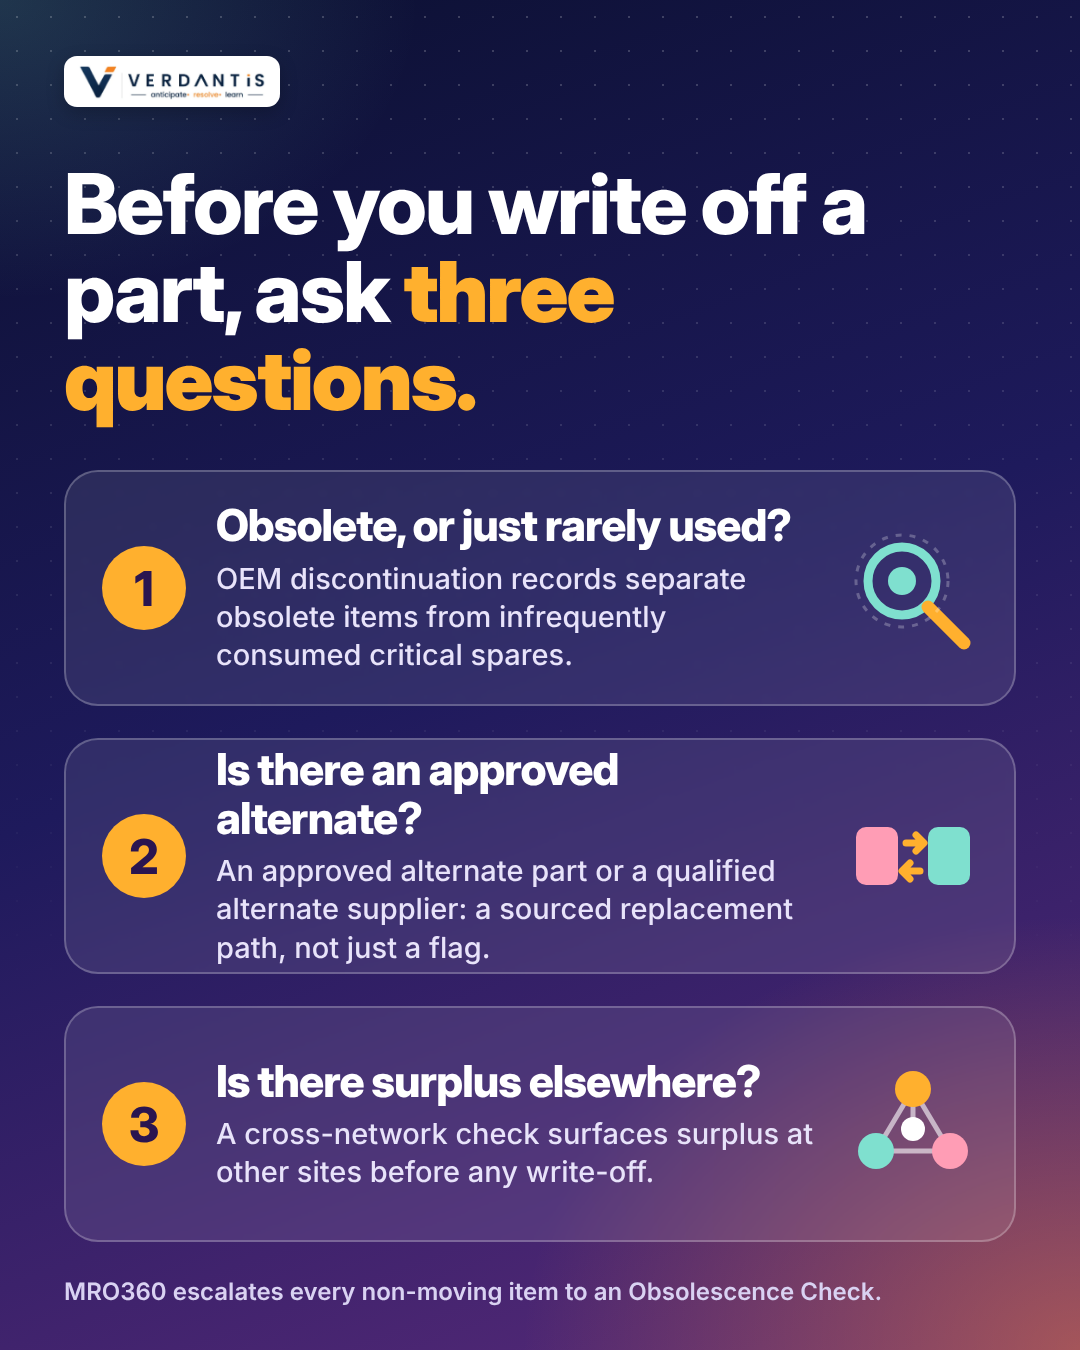 VERDANTIS
anticipate• resolve• learn
Before you write off a
part, ask three
questions.
1
Obsolete, or just rarely used?
OEM discontinuation records separate
obsolete items from infrequently
consumed critical spares.
2
Is there an approved
alternate?
An approved alternate part or a qualified
alternate supplier: a sourced replacement
path, not just a flag.
3
Is there surplus elsewhere?
A cross-network check surfaces surplus at
other sites before any write-off.
MRO360 escalates every non-moving item to an Obsolescence Check.